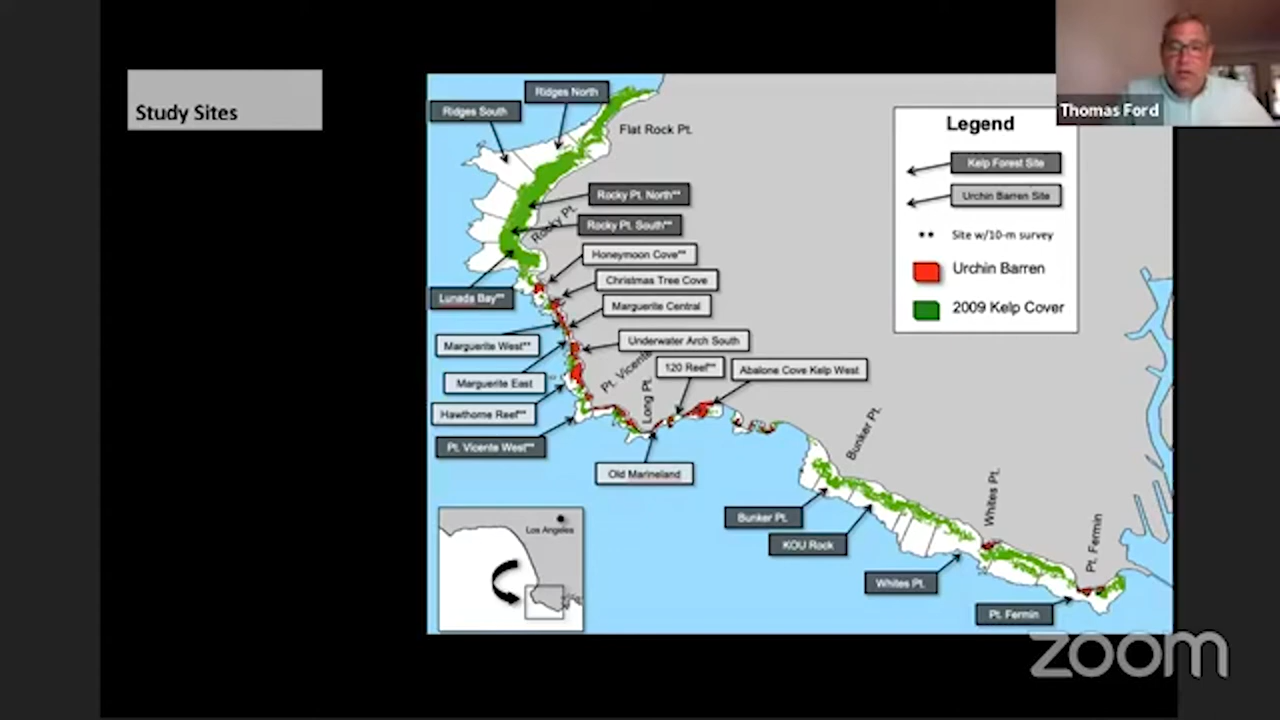 Study Sites
Ridges North
Ridges South
Flat Rock Pt.
Rocky Pt. North**
Rocky Pt.
Rocky Pt. South**
Honeymoon Cove**
Christmas Tree Cove
Lunada Bay**
Marguerite Central
Marguerite West**
Underwater Arch South
Pt. Vicente
120 Reef**
Abalone Cove Kelp West
Marguerite East
Long Pt.
Hawthorne Reef**
Pt. Vicente West**
Old Marineland
Bunker Pt.
Bunker Pt.
KOU Rock
Whites Pt.
Whites Pt.
Pt. Fermin
Pt. Fermin
Los Angeles
Legend
Kelp Forest Site
Urchin Barren Site
** Site w/10-m survey
Urchin Barren
2009 Kelp Cover
Thomas Ford
zoom